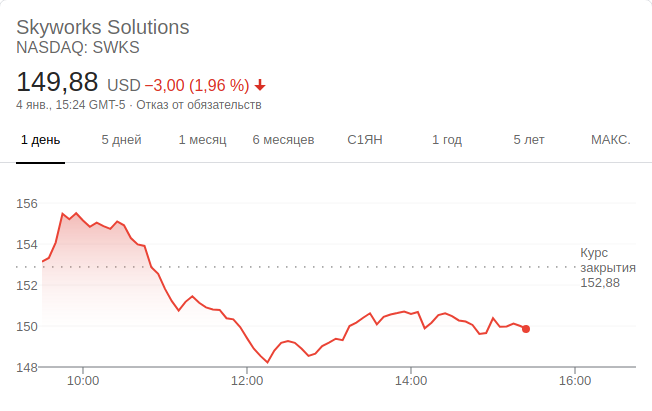 Skyworks Solutions
NASDAQ: SWKS
149,88 USD −3,00 (1,96 %)
4 янв., 15:24 GMT-5 · Отказ от обязательств
1 день 5 дней 1 месяц 6 месяцев С1ЯН 1 год 5 лет МАКС.
156
154
152
150
148
Курс
закрытия
152,88
10:00 12:00 14:00 16:00